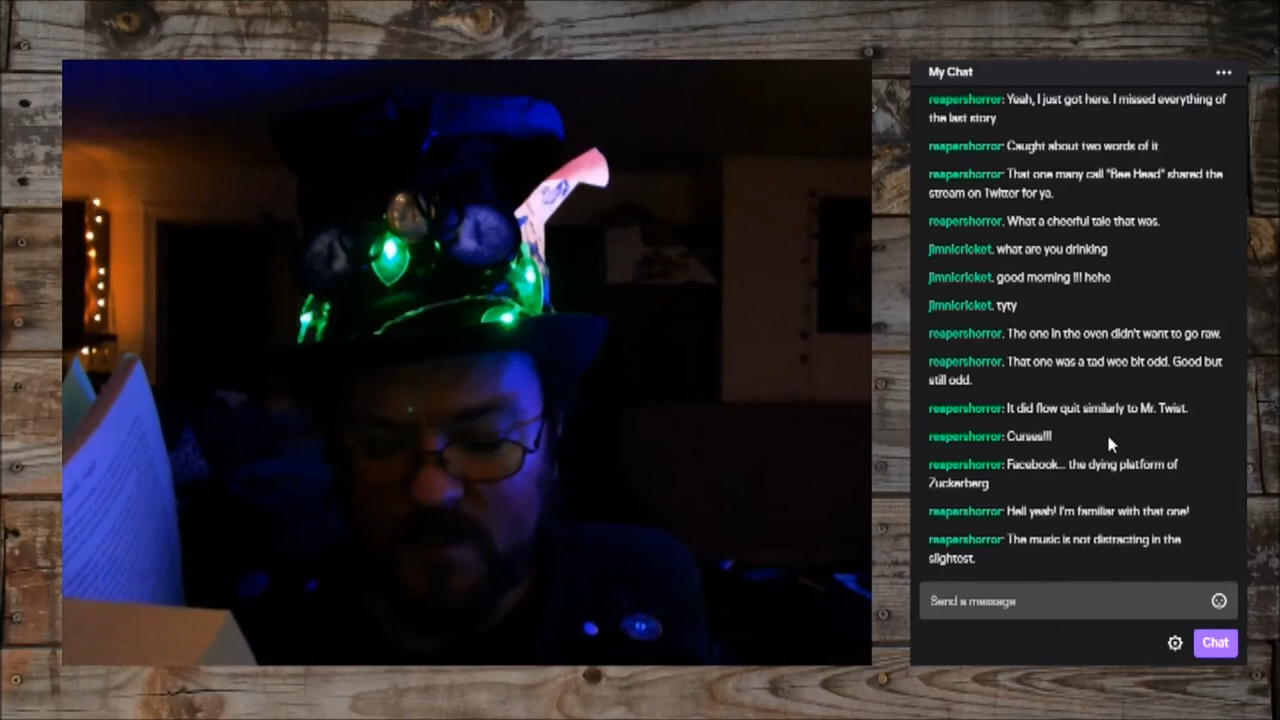 My Chat
reapershorror: Yeah, I just got here. I missed everything of
the last story
reapershorror: Caught about two words of it
reapershorror: That one many call "Bee Head" shared the
stream on Twitter for ya.
reapershorror: What a cheerful tale that was.
Jimnicricket: what are you drinking
Jimnicricket: good morning !!! hehe
Jimnicricket: tyty
reapershorror: The one in the oven didn't want to go raw.
reapershorror: That one was a tad wee bit odd. Good but
still odd.
reapershorror: It did flow quit similarly to Mr. Twist.
reapershorror: Curses!!!
reapershorror: Facebook... the dying platform of
Zuckerberg
reapershorror: Hell yeah! I'm familiar with that one!
reapershorror: The music is not distracting in the
slightest.
Send a message
Chat